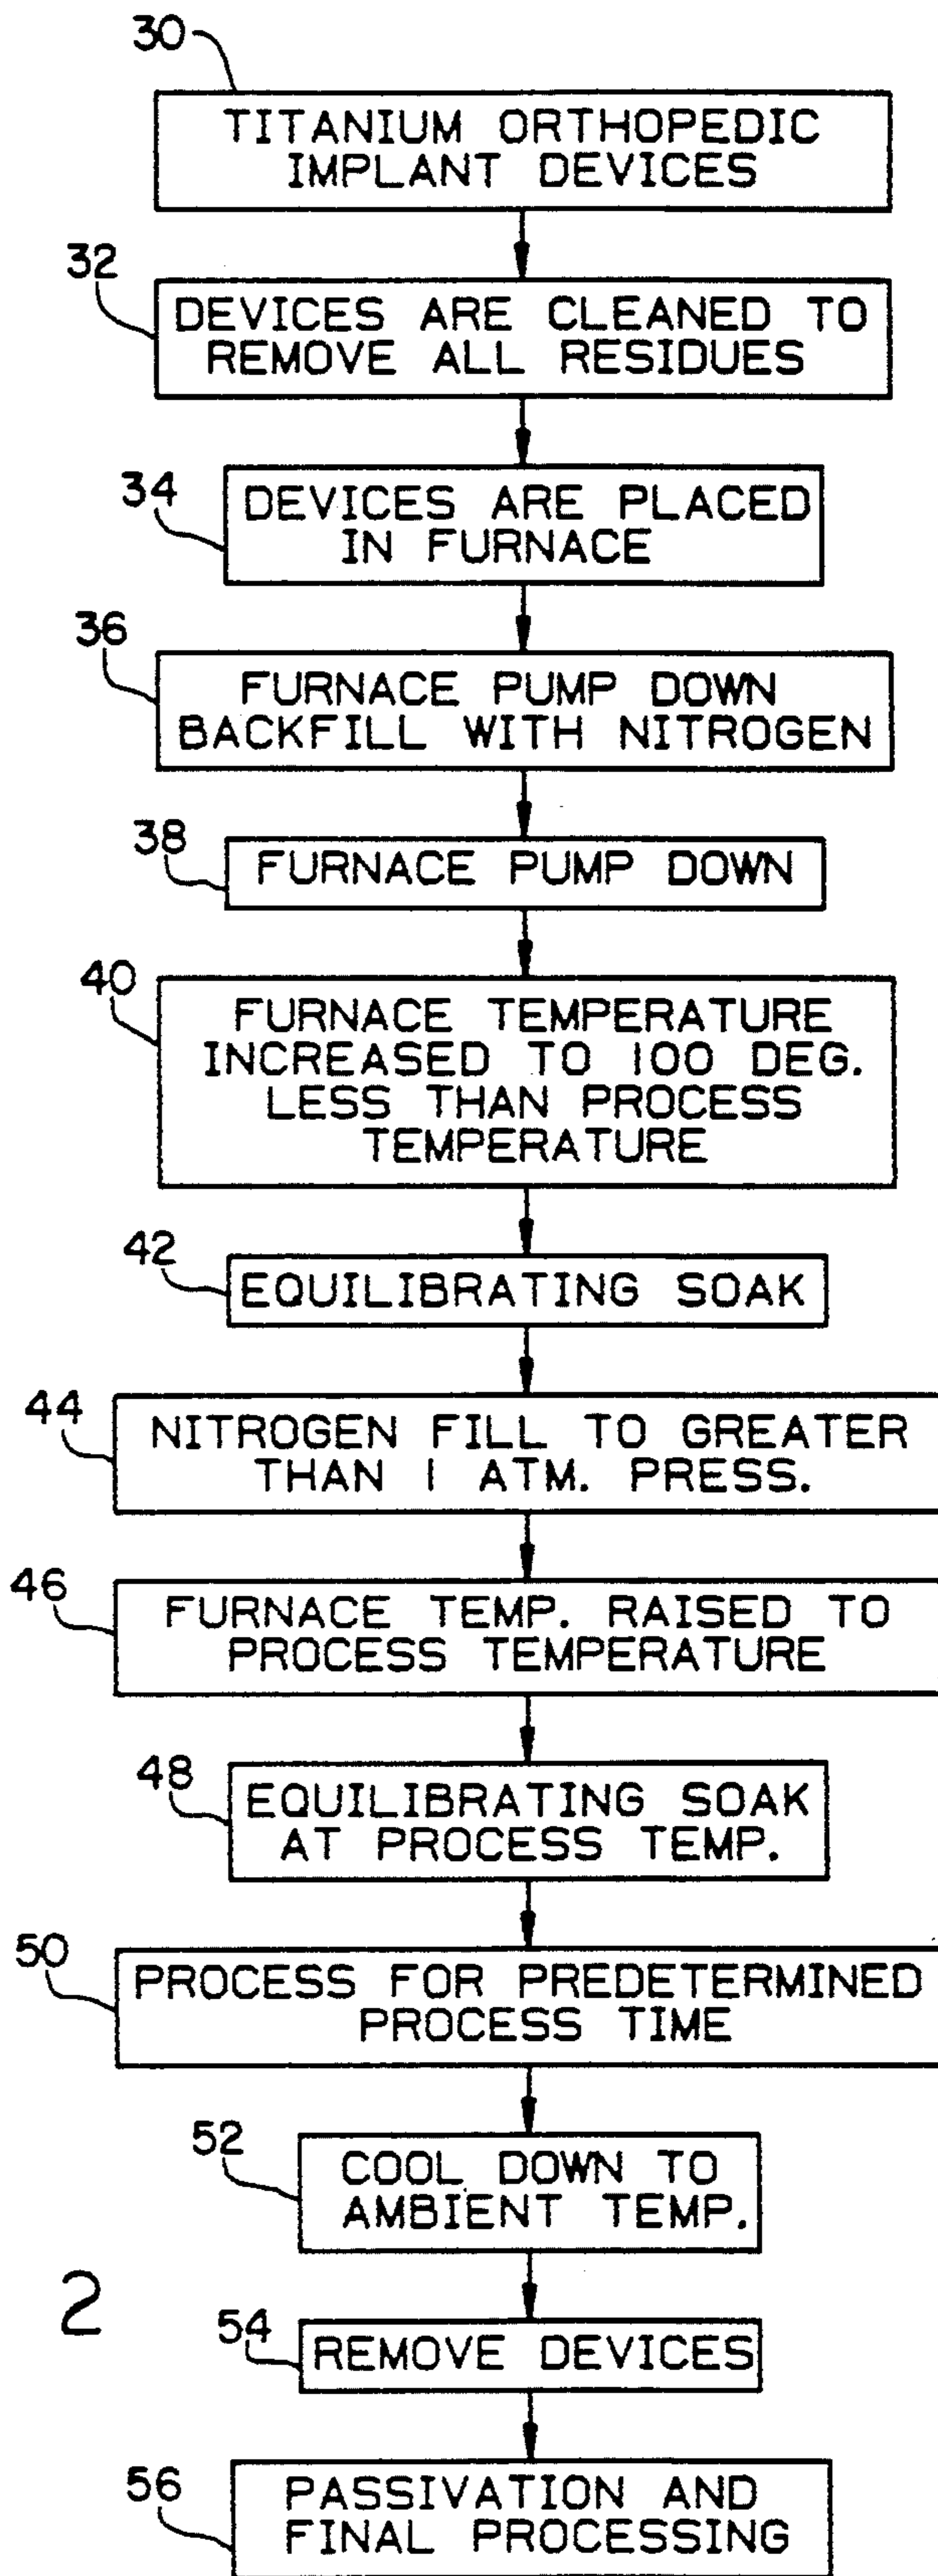 30
TITANIUM ORTHOPEDIC
IMPLANT DEVICES
32
DEVICES ARE CLEANED TO
REMOVE ALL RESIDUES
34
DEVICES ARE PLACED
IN FURNACE
36
FURNACE PUMP DOWN
BACKFILL WITH NITROGEN
38
FURNACE PUMP DOWN
40
FURNACE TEMPERATURE
INCREASED TO 100 DEG.
LESS THAN PROCESS
TEMPERATURE
42
EQUILIBRATING SOAK
44
NITROGEN FILL TO GREATER
THAN 1 ATM. PRESS.
46
FURNACE TEMP. RAISED TO
PROCESS TEMPERATURE
48
EQUILIBRATING SOAK
AT PROCESS TEMP.
50
PROCESS FOR PREDETERMINED
PROCESS TIME
52
COOL DOWN TO
AMBIENT TEMP.
2
54
REMOVE DEVICES
56
PASSIVATION AND
FINAL PROCESSING